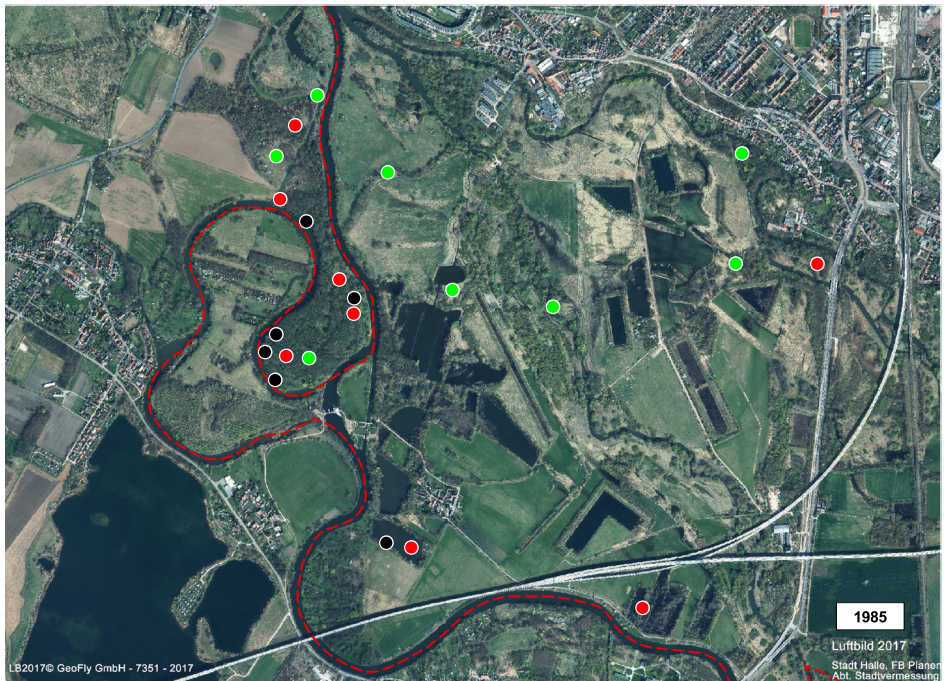 1985
Luftbild 2017
Stadt Halle, FB Planen
Abt. Stadtvermessung
LB2017© GeoFly GmbH - 7351 - 2017